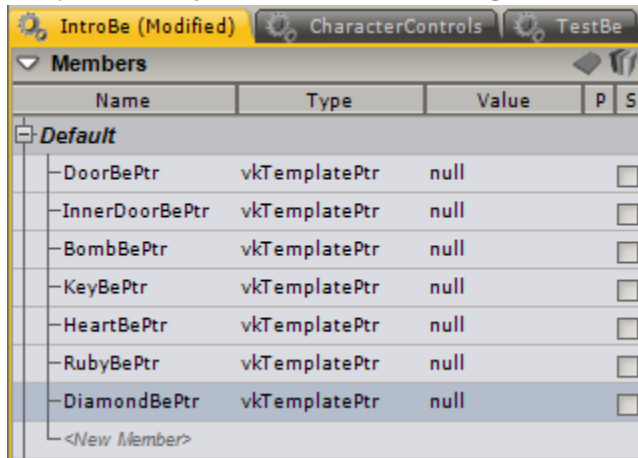 IntroBe (Modified) CharacterControls TestBe
Members
Name Type Value P S
Default
DoorBePtr vkTemplatePtr null
InnerDoorBePtr vkTemplatePtr null
BombBePtr vkTemplatePtr null
KeyBePtr vkTemplatePtr null
HeartBePtr vkTemplatePtr null
RubyBePtr vkTemplatePtr null
DiamondBePtr vkTemplatePtr null
<New Member>